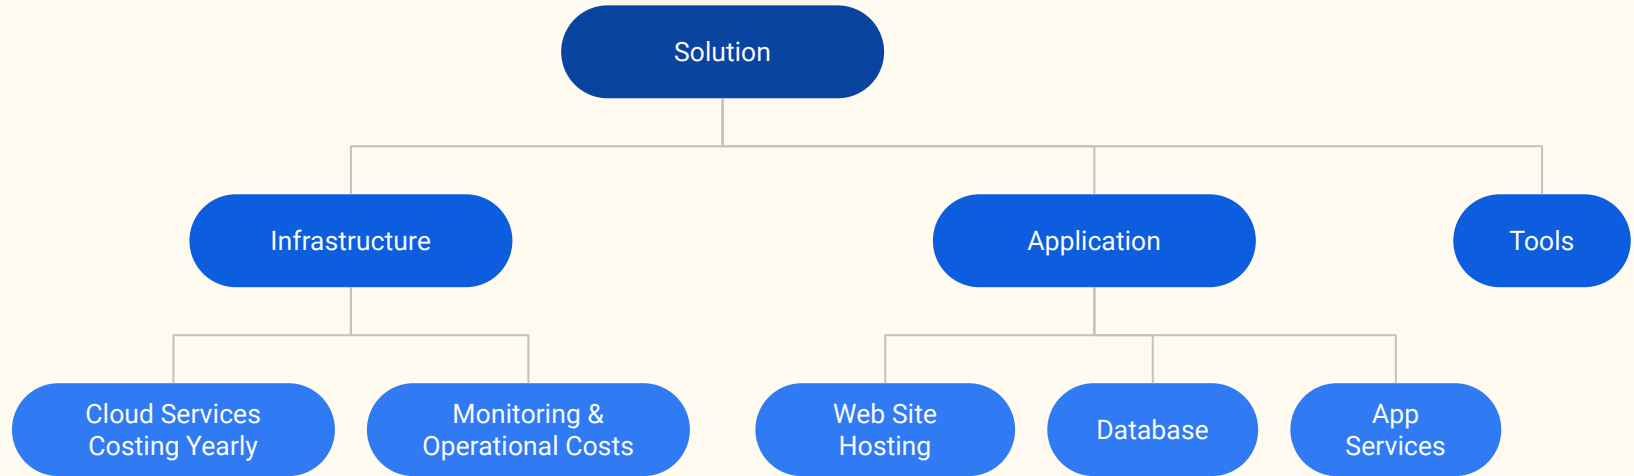 Solution
Infrastructure
Application
Tools
Cloud Services
Costing Yearly
Monitoring &
Operational Costs
Web Site
Hosting
Database
App
Services